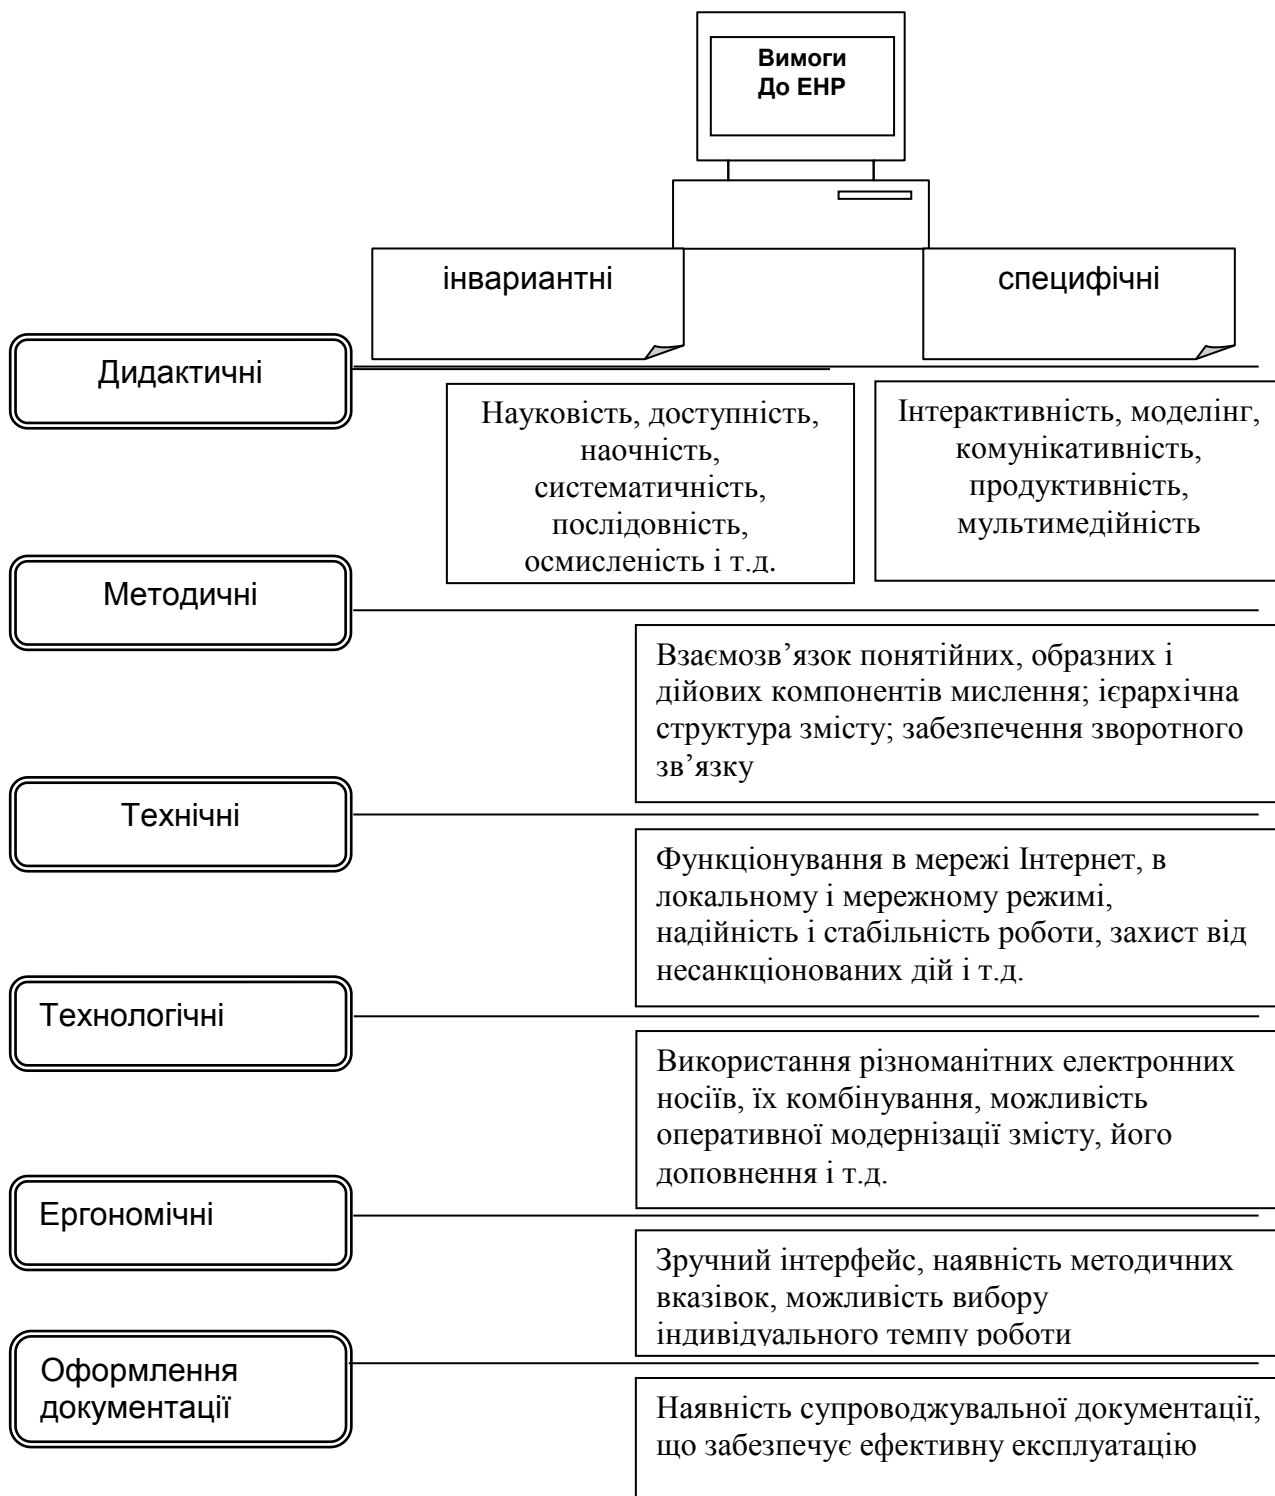 Вимоги
До ЕНР
інвариантні
специфічні
Дидактичні
Науковість, доступність,
наочність,
систематичність,
послідовність,
осмисленість і т.д.
Інтерактивність, моделінг,
комунікативність,
продуктивність,
мультимедійність
Методичні
Взаємозв’язок понятійних, образних і
дійових компонентів мислення; ієрархічна
структура змісту; забезпечення зворотного
зв’язку
Технічні
Функціонування в мережі Інтернет, в
локальному і мережному режимі,
надійність і стабільність роботи, захист від
несанкціонованих дій і т.д.
Технологічні
Використання різноманітних електронних
носіїв, їх комбінування, можливість
оперативної модернізації змісту, його
доповнення і т.д.
Ергономічні
Зручний інтерфейс, наявність методичних
вказівок, можливість вибору
індивідуального темпу роботи
Оформлення
документації
Наявність супроводжувальної документації,
що забезпечує ефективну експлуатацію